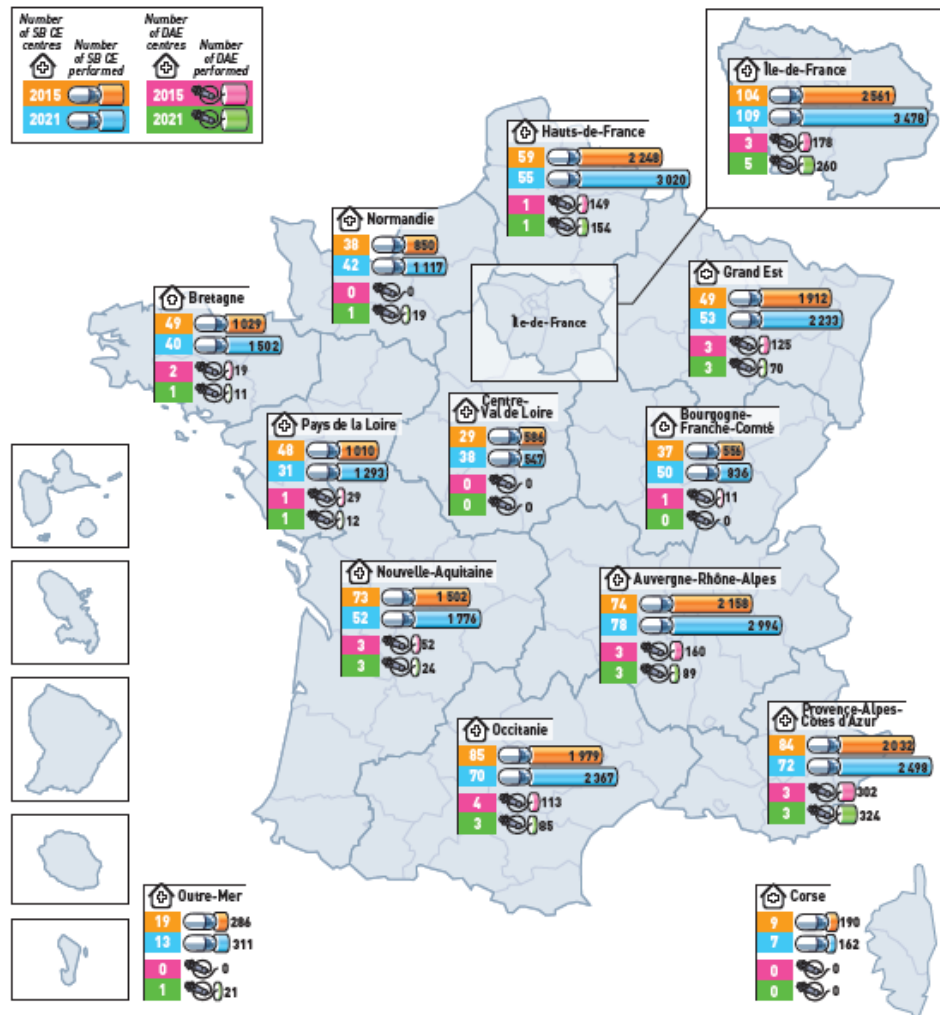 Number
of SB CE
centres
Number
of SB CE
performed
Number
of DAE
centres
Number
of DAE
performed
2015
2021
2015
2021
Île-de-France
104 2 561
109 3 478
3 178
5 260
Hauts-de-France
59 2 248
55 3 020
1 149
1 154
Normandie
38 850
42 1 117
0 0
1 19
Île-de-France
Grand Est
49 1 912
53 2 233
3 125
3 70
Bretagne
49 1 029
40 1 502
2 19
1 11
Pays de la Loire
48 1 010
31 1 293
1 29
1 12
Centre-
Val de Loire
29 586
38 547
0 0
0 0
Bourgogne-
Franche-Comté
37 556
50 836
1 11
0 0
Nouvelle-Aquitaine
73 1 502
52 1 776
3 52
3 24
Auvergne-Rhône-Alpes
74 2 158
78 2 994
3 160
3 89
Occitanie
85 1 979
70 2 367
4 113
3 85
Provence-Alpes-
Côtes d'Azur
84 2 032
72 2 498
3 302
3 324
Outre-Mer
19 286
13 311
0 0
1 21
Corse
9 190
7 162
0 0
0 0